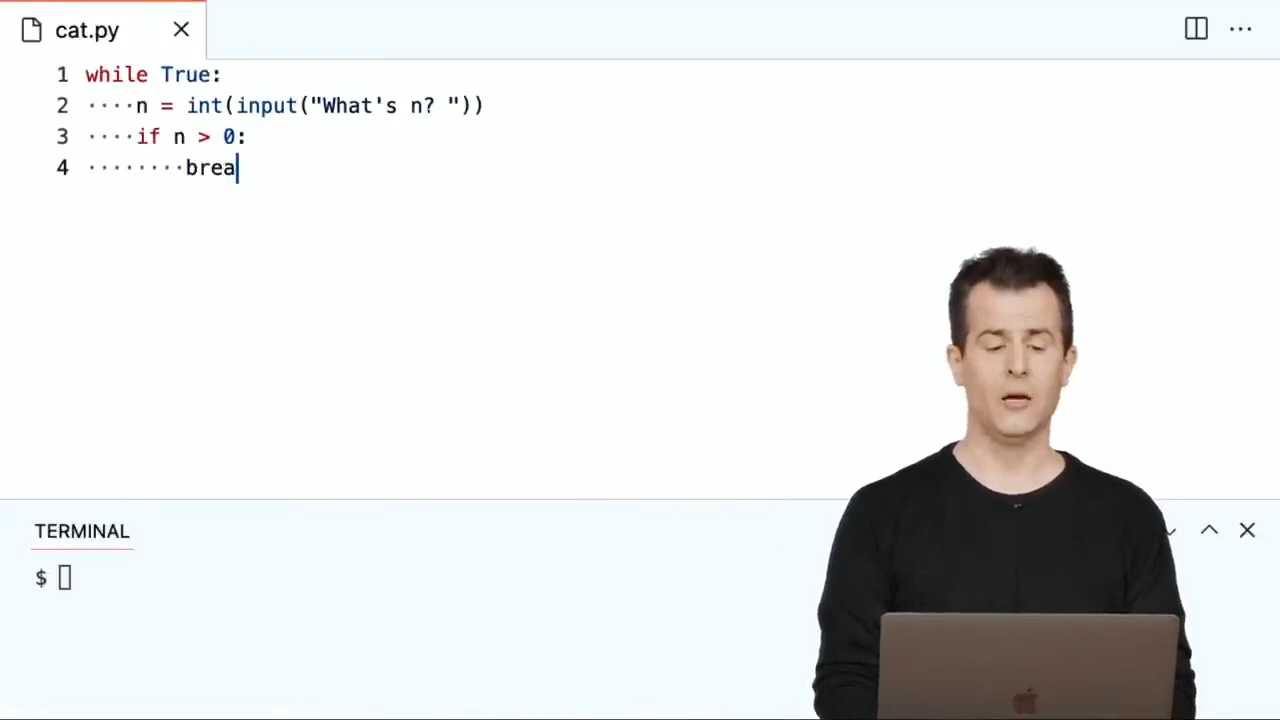 cat.py
1 while True:
2 ····n = int(input("What's n? "))
3 ····if n > 0:
4 ········brea
TERMINAL
$